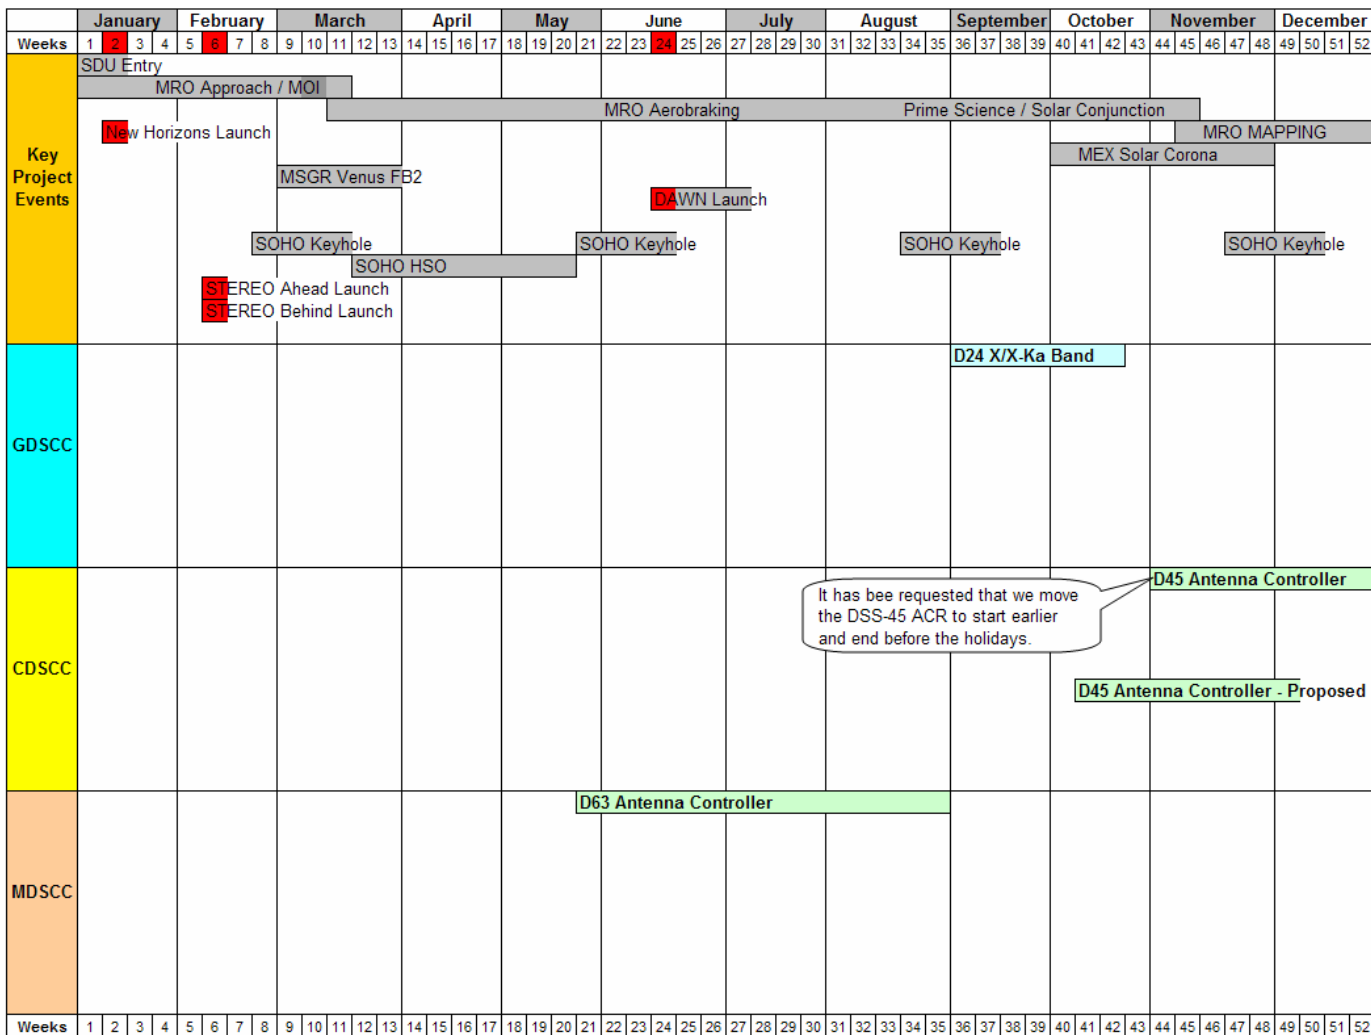 January February March April May June July August September October November December
Weeks 1 2 3 4 5 6 7 8 9 10 11 12 13 14 15 16 17 18 19 20 21 22 23 24 25 26 27 28 29 30 31 32 33 34 35 36 37 38 39 40 41 42 43 44 45 46 47 48 49 50 51 52
Key
Project
Events
SDU Entry
MRO Approach / MOI
MRO Aerobraking Prime Science / Solar Conjunction
New Horizons Launch MRO MAPPING
MEX Solar Corona
MSGR Venus FB2
DAWN Launch
SOHO Keyhole SOHO Keyhole SOHO Keyhole SOHO Keyhole
SOHO HSO
STEREO Ahead Launch
STEREO Behind Launch
GDSCC
D24 X/X-Ka Band
CDSCC
D45 Antenna Controller
It has bee requested that we move
the DSS-45 ACR to start earlier
and end before the holidays.
D45 Antenna Controller - Proposed
MDSCC
D63 Antenna Controller
Weeks 1 2 3 4 5 6 7 8 9 10 11 12 13 14 15 16 17 18 19 20 21 22 23 24 25 26 27 28 29 30 31 32 33 34 35 36 37 38 39 40 41 42 43 44 45 46 47 48 49 50 51 52